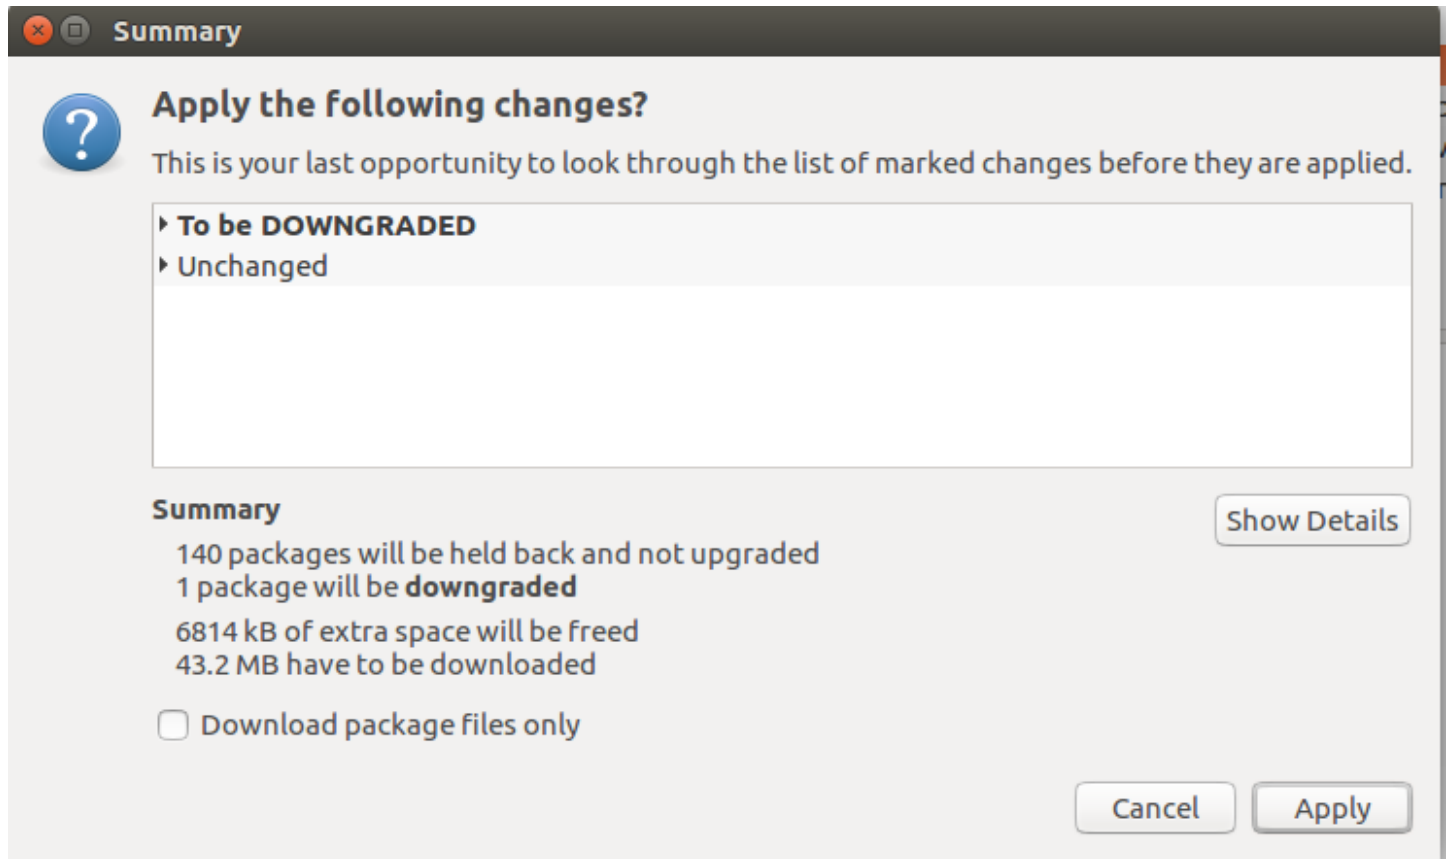 Summary
Apply the following changes?
This is your last opportunity to look through the list of marked changes before they are applied.
To be DOWNGRADED
Unchanged
Summary
Show Details
140 packages will be held back and not upgraded
1 package will be downgraded
6814 kB of extra space will be freed
43.2 MB have to be downloaded
Download package files only
Cancel
Apply